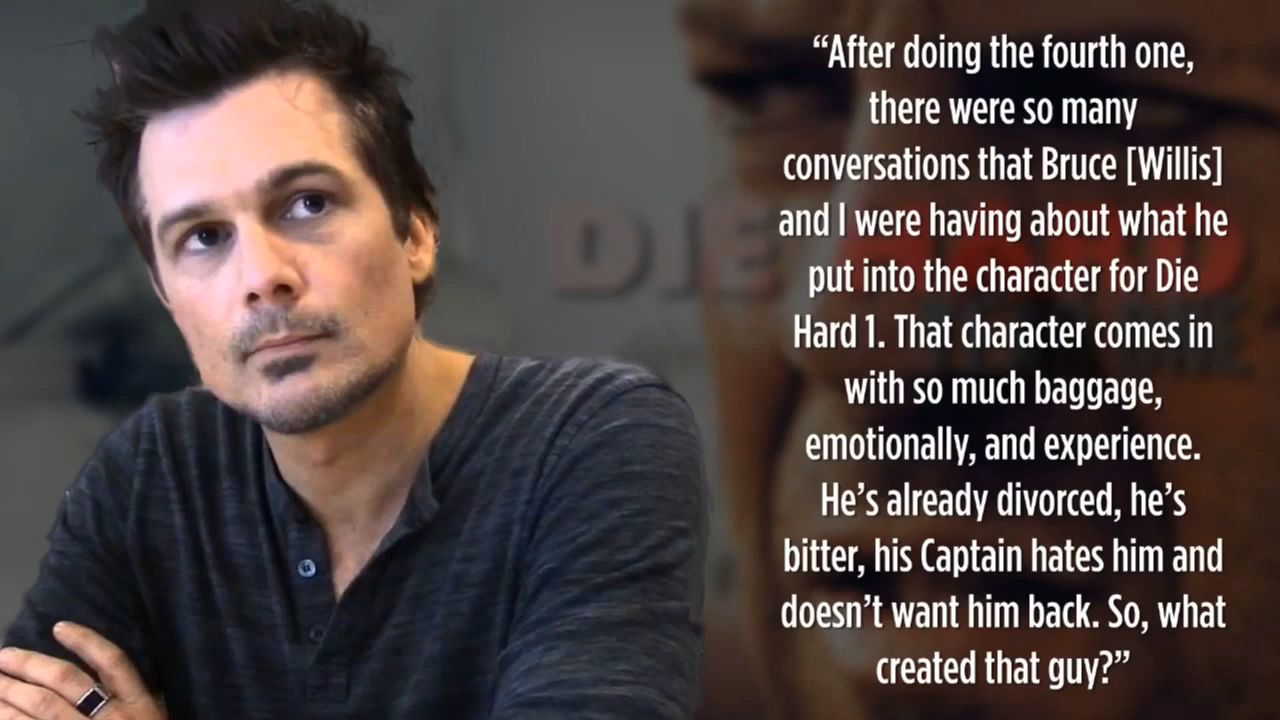 “After doing the fourth one,
there were so many
conversations that Bruce [Willis]
and I were having about what he
put into the character for Die
Hard 1. That character comes in
with so much baggage,
emotionally, and experience.
He’s already divorced, he’s
bitter, his Captain hates him and
doesn’t want him back. So, what
created that guy?”
DIE HARD